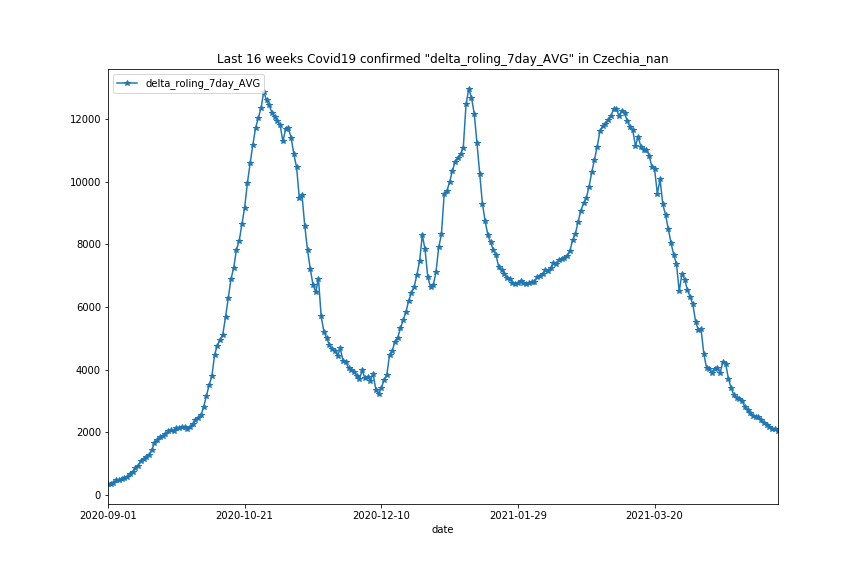 Last 16 weeks Covid19 confirmed "delta_roling_7day_AVG" in Czechia_nan
delta_roling_7day_AVG
12000
10000
8000
6000
4000
2000
0
2020-09-01 2020-10-21 2020-12-10 2021-01-29 2021-03-20
date